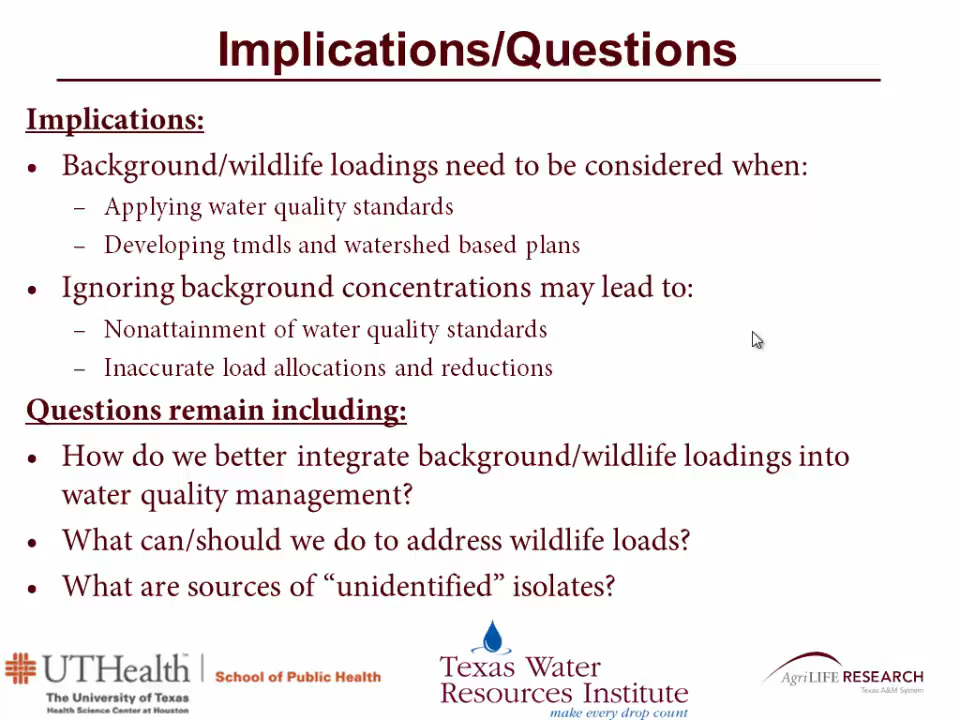 Implications/Questions
Implications:
• Background/wildlife loadings need to be considered when:
– Applying water quality standards
– Developing tmdls and watershed based plans
• Ignoring background concentrations may lead to:
– Nonattainment of water quality standards
– Inaccurate load allocations and reductions
Questions remain including:
• How do we better integrate background/wildlife loadings into
water quality management?
• What can/should we do to address wildlife loads?
• What are sources of “unidentified” isolates?
UTHealth™
The University of Texas
Health Science Center at Houston
School of Public Health
Texas Water
Resources Institute
make every drop count
AgriLIFE RESEARCH
Texas A&M System